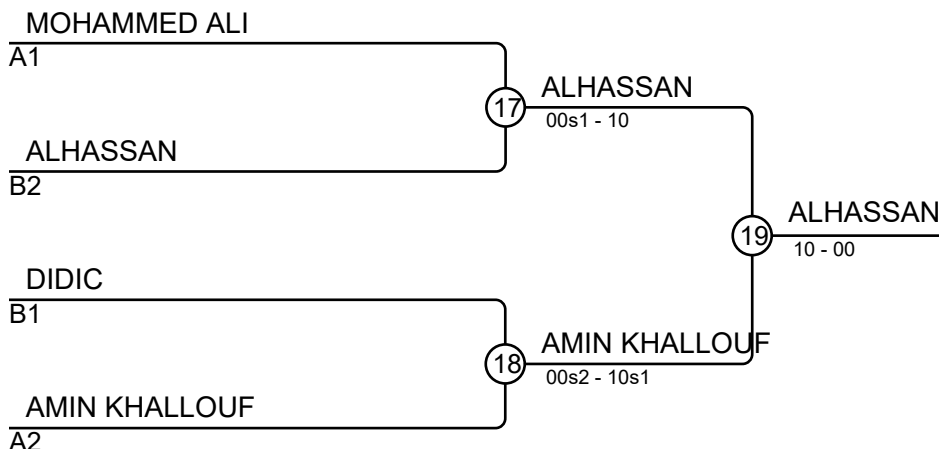 MOHAMMED ALI
A1
17
ALHASSAN
00s1 - 10
ALHASSAN
B2
19
ALHASSAN
10 - 00
DIDIC
B1
18
AMIN KHALLOUF
00s2 - 10s1
AMIN KHALLOUF
A2